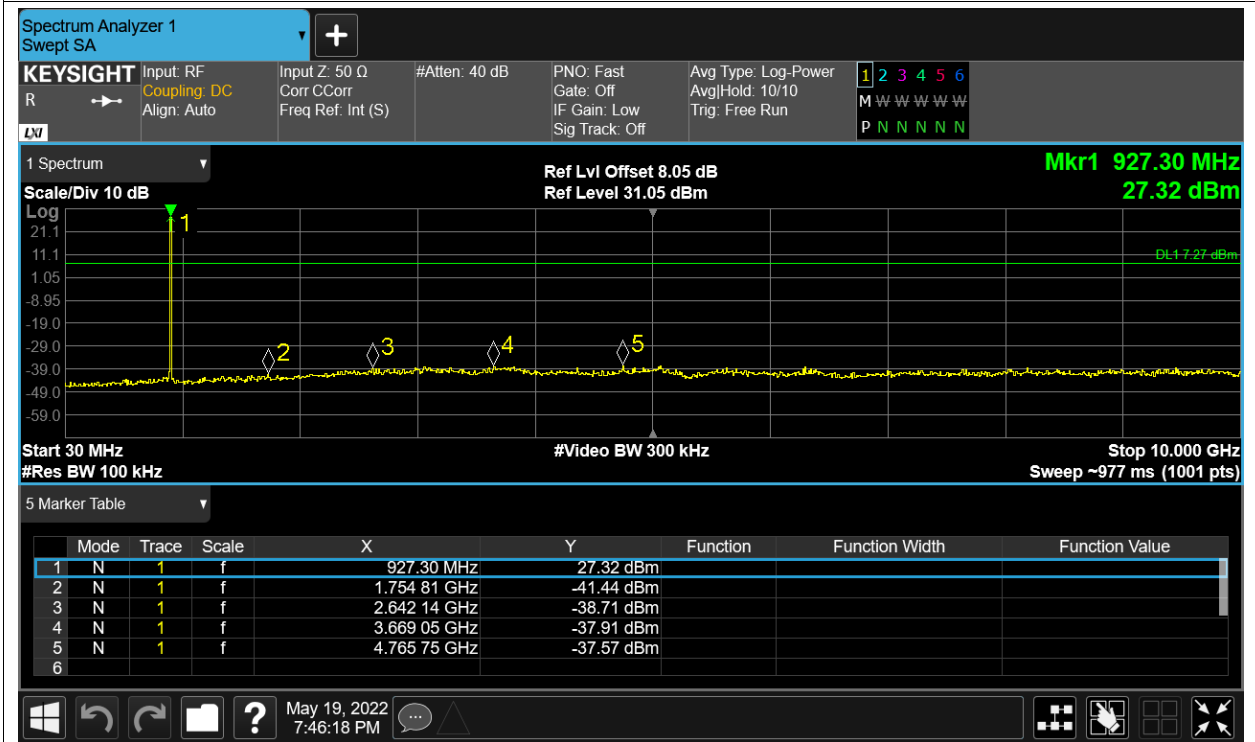 Spectrum Analyzer 1
Swept SA
+
KEYSIGHT Input: RF Input Z: 50 Ω #Atten: 40 dB PNO: Fast Avg Type: Log-Power 1 2 3 4 5 6
R Coupling: DC Corr CCorr Gate: Off Avg|Hold: 10/10 M W W W W W
Align: Auto Freq Ref: Int (S) IF Gain: Low Trig: Free Run
LXI Sig Track: Off P N N N N N
1 Spectrum Ref Lvl Offset 8.05 dB Mkr1 927.30 MHz
Scale/Div 10 dB Ref Level 31.05 dBm 27.32 dBm
Log
1
21.1
11.1 DL1 7.27 dBm
1.05
-8.95
-19.0
-29.0 2 3 4 5
-39.0
-49.0
-59.0
Start 30 MHz #Video BW 300 kHz Stop 10.000 GHz
#Res BW 100 kHz Sweep ~977 ms (1001 pts)
5 Marker Table
Mode Trace Scale X Y Function Function Width Function Value
1 N 1 f 927.30 MHz 27.32 dBm
2 N 1 f 1.754 81 GHz -41.44 dBm
3 N 1 f 2.642 14 GHz -38.71 dBm
4 N 1 f 3.669 05 GHz -37.91 dBm
5 N 1 f 4.765 75 GHz -37.57 dBm
6
? May 19, 2022
7:46:18 PM